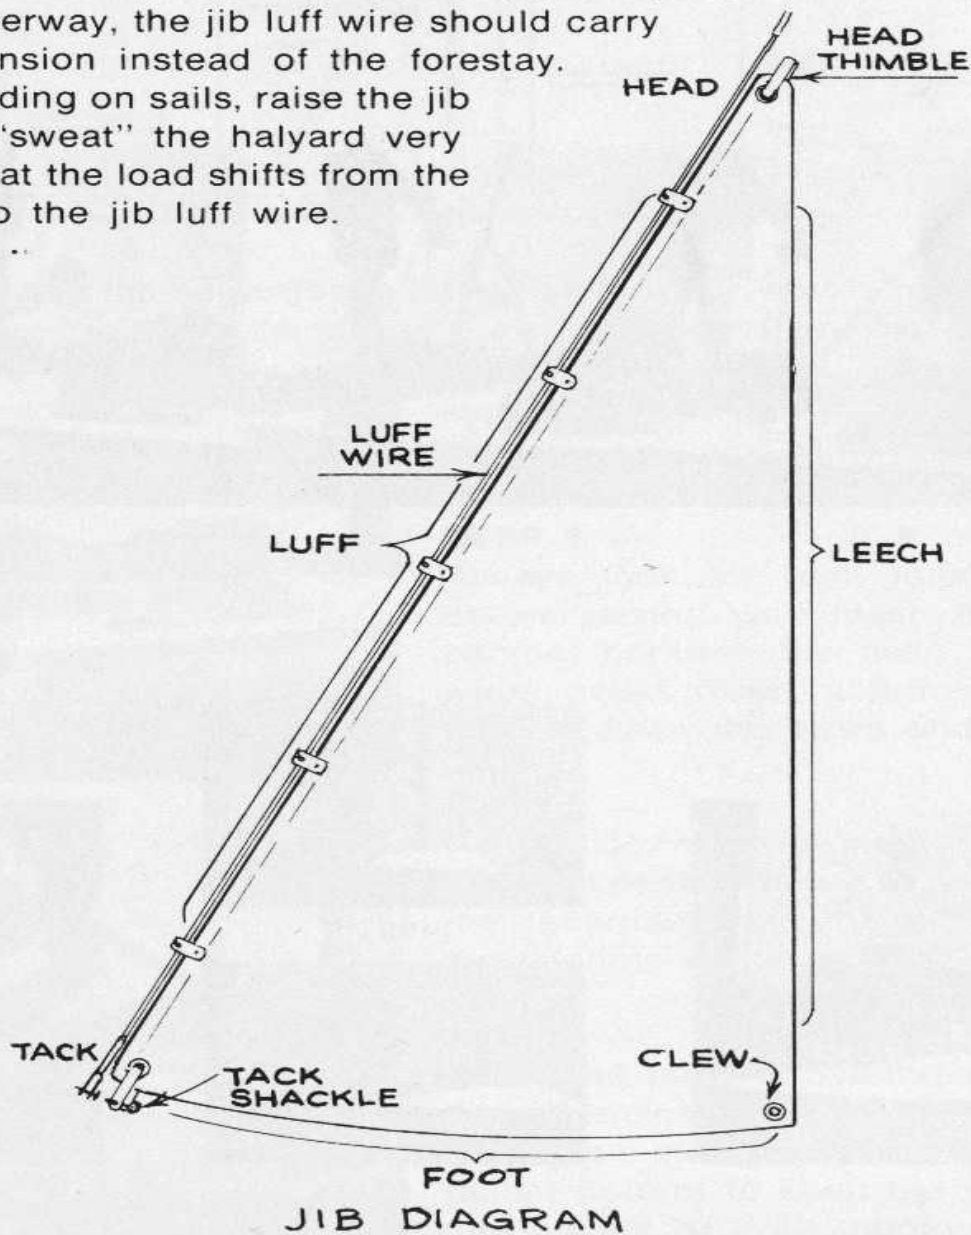 erway, the jib luff wire should carry
nsion instead of the forestay.
ding on sails, raise the jib
‘sweat” the halyard very
at the load shifts from the
o the jib luff wire.
HEAD
HEAD
THIMBLE
LUFF
WIRE
LUFF
LEECH
TACK
TACK
SHACKLE
CLEW
FOOT
JIB DIAGRAM